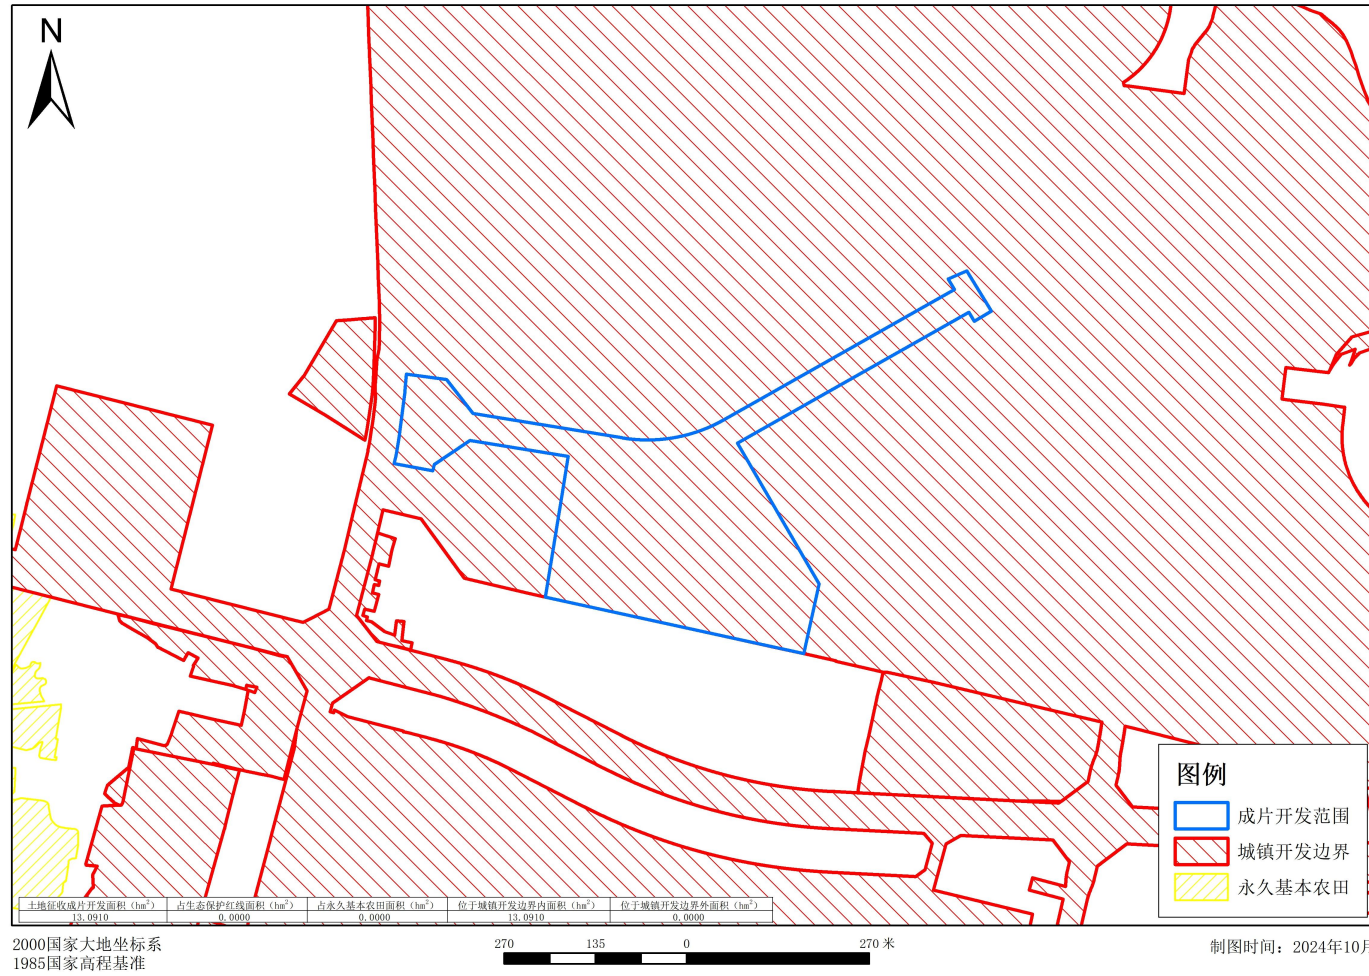 N
图例
成片开发范围
城镇开发边界
永久基本农田
土地征收成片开发面积（hm²） 占生态保护红线面积（hm²） 占永久基本农田面积（hm²） 位于城镇开发边界内面积（hm²） 位于城镇开发边界外面积（hm²）
13.0910 0.0000 0.0000 13.0910 0.0000
2000国家大地坐标系
1985国家高程基准
270 135 0 270 米
制图时间：2024年10月